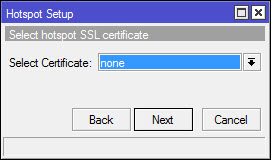 Hotspot Setup
Select hotspot SSL certificate
Select Certificate: none
Back Next Cancel